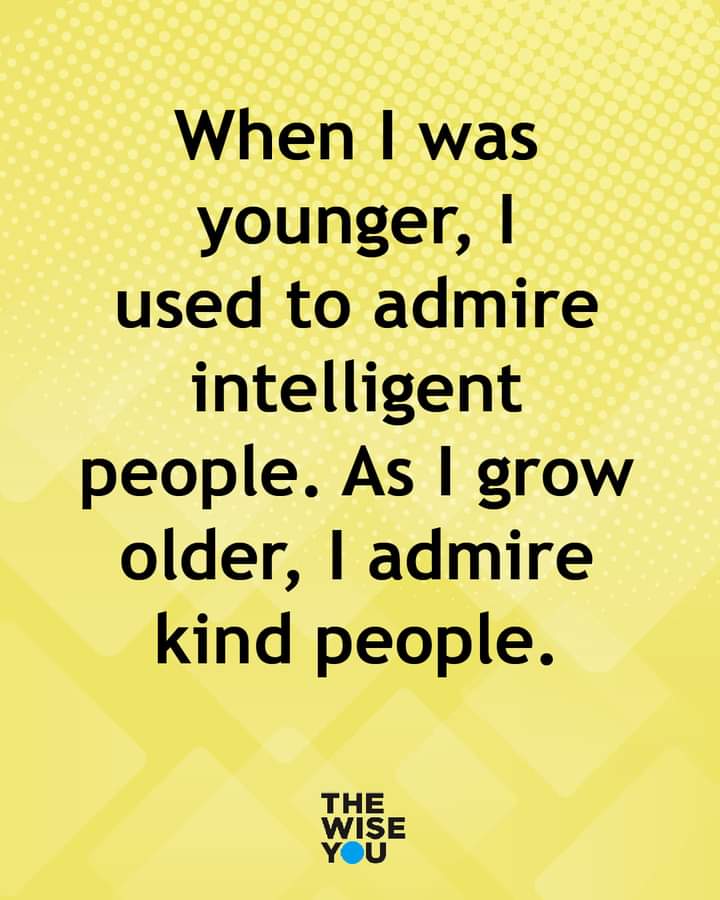 When I was
younger, I
used to admire
intelligent
people. As I grow
older, I admire
kind people.
THE
WISE
YOU